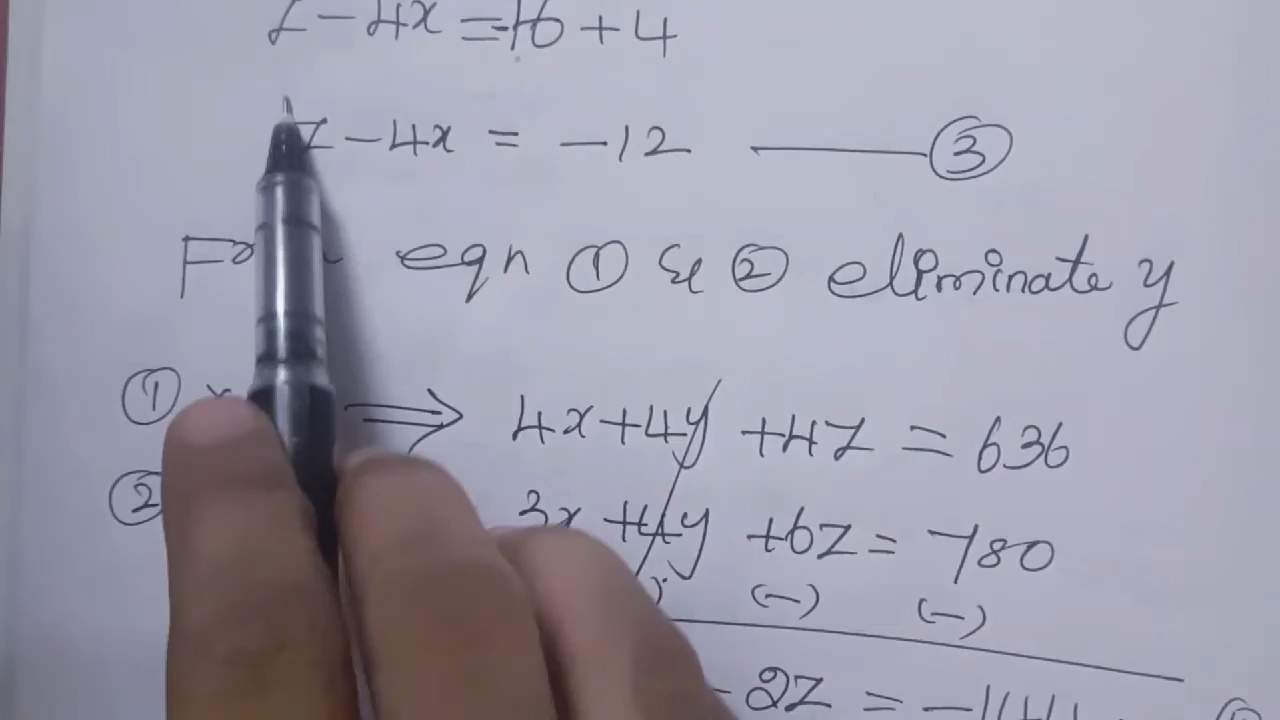 z - 4x = -16 + 4
z - 4x = -12 ——— ③
eqn ① & ② eliminate y
① ⇒ 4x + 4y + 4z = 636
② 3x + 4y + 6z = 780
(-) (-)
- 2z = -144